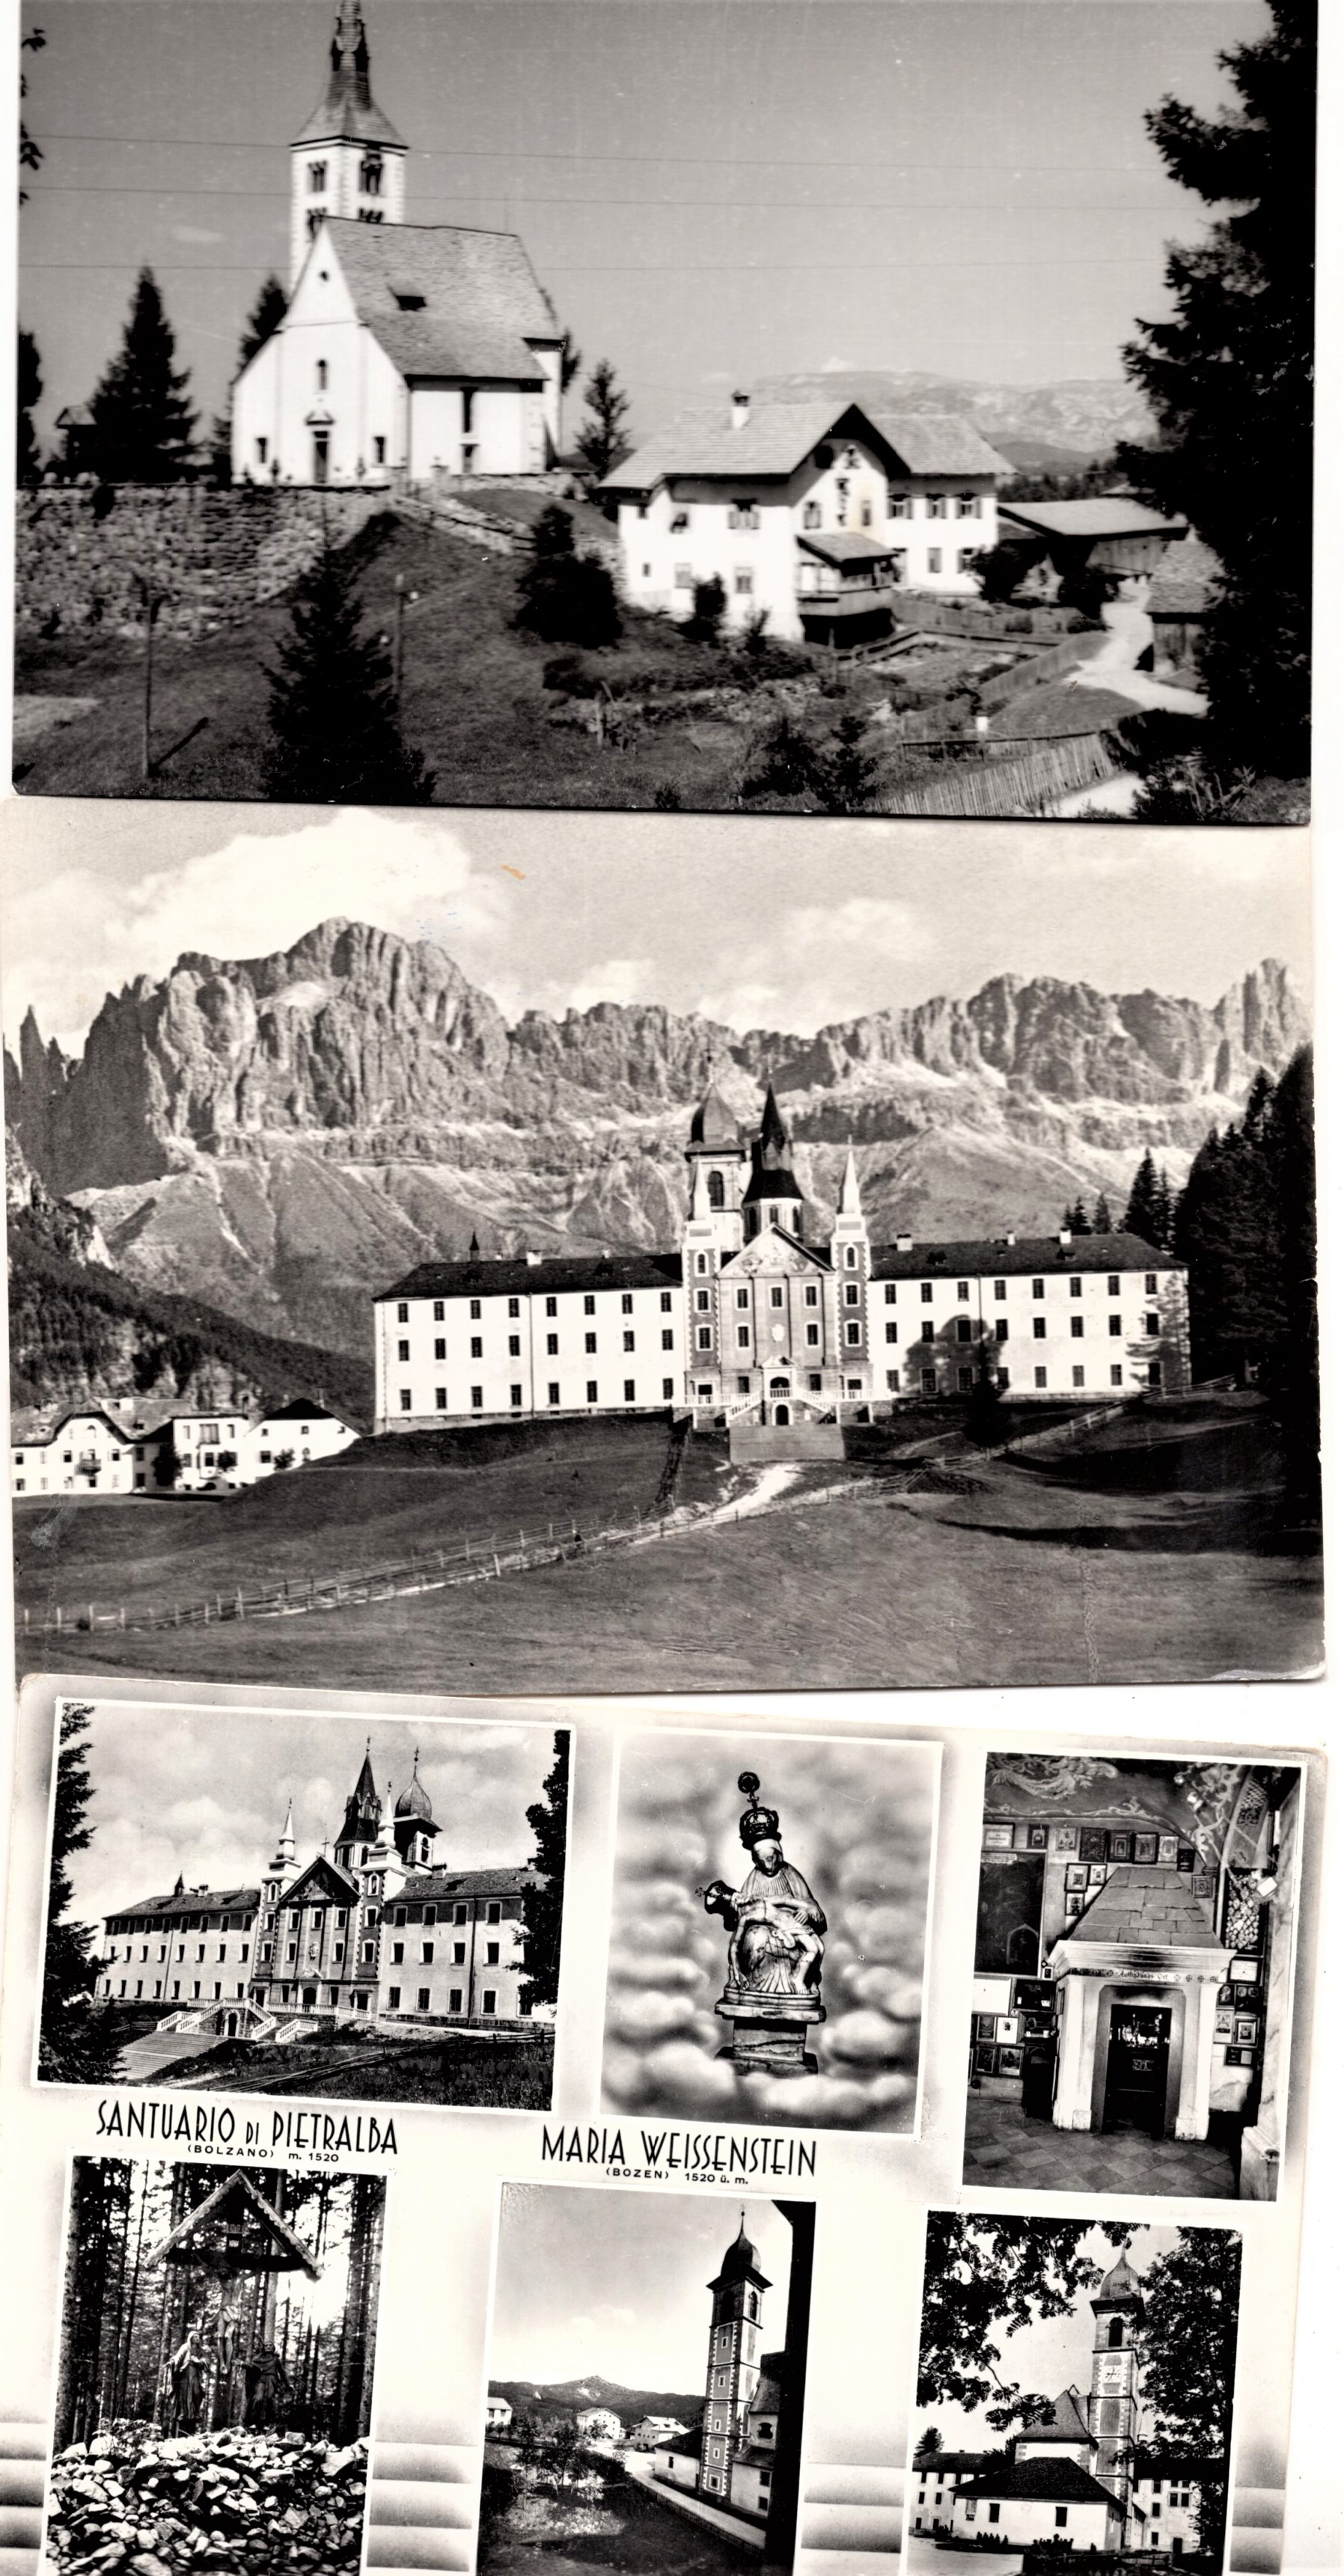 SANTUARIO DI PIETRALBA
(BOLZANO) m. 1520
MARIA WEISSENSTEIN
(BOZEN) 1520 ü. m.